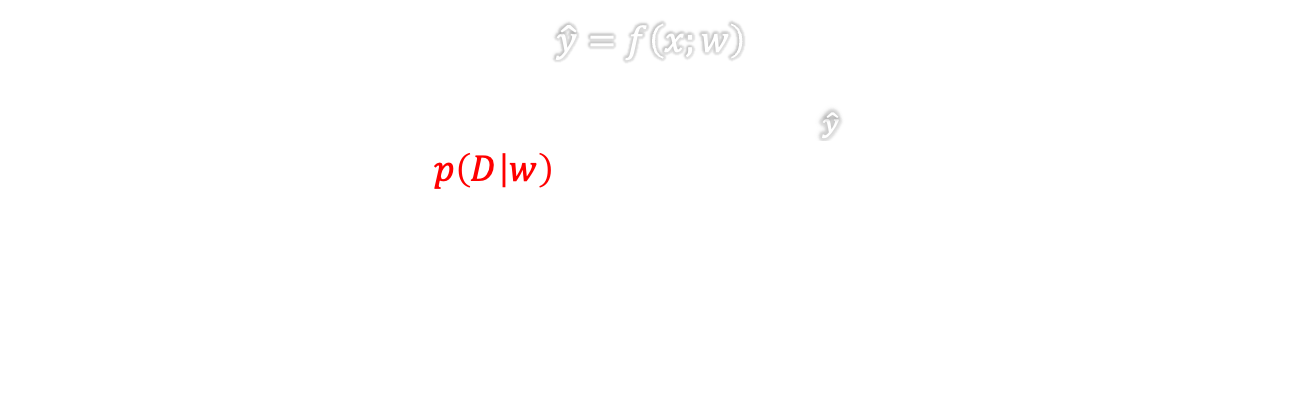 ŷ = f(x; w)
ŷ
p(D|w)